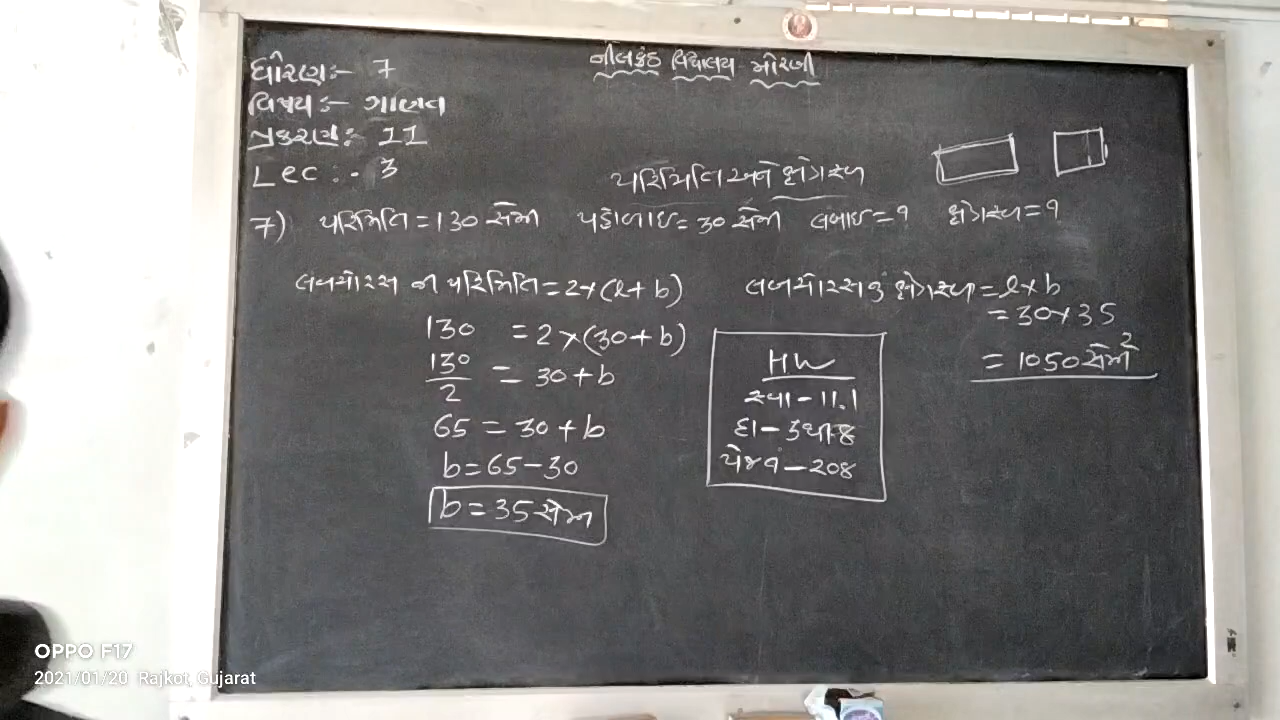 નીલકંઠ વિદ્યાલય મોરબી
ધોરણઃ- 7
વિષયઃ- ગણિત
પ્રકરણઃ 11
Lec :- 3
પરિમિતિ અને ક્ષેત્રફળ
7) પરિમિતિ = 130 સેમી પહોળાઇ = 30 સેમી લંબાઇ = ? ક્ષેત્રફળ = ?
લંબચોરસ ની પરિમિતિ = 2 × (l + b)
130 = 2 × (30 + b)
130/2 = 30 + b
65 = 30 + b
b = 65 - 30
b = 35 સેમી
લંબચોરસ નું ક્ષેત્રફળ = l × b
= 30 × 35
= 1050 સેમી²
HW
સ્વા - 11.1
દા - 3 થી 8
પેજ નં - 208
OPPO F17
2021/01/20 Rajkot, Gujarat